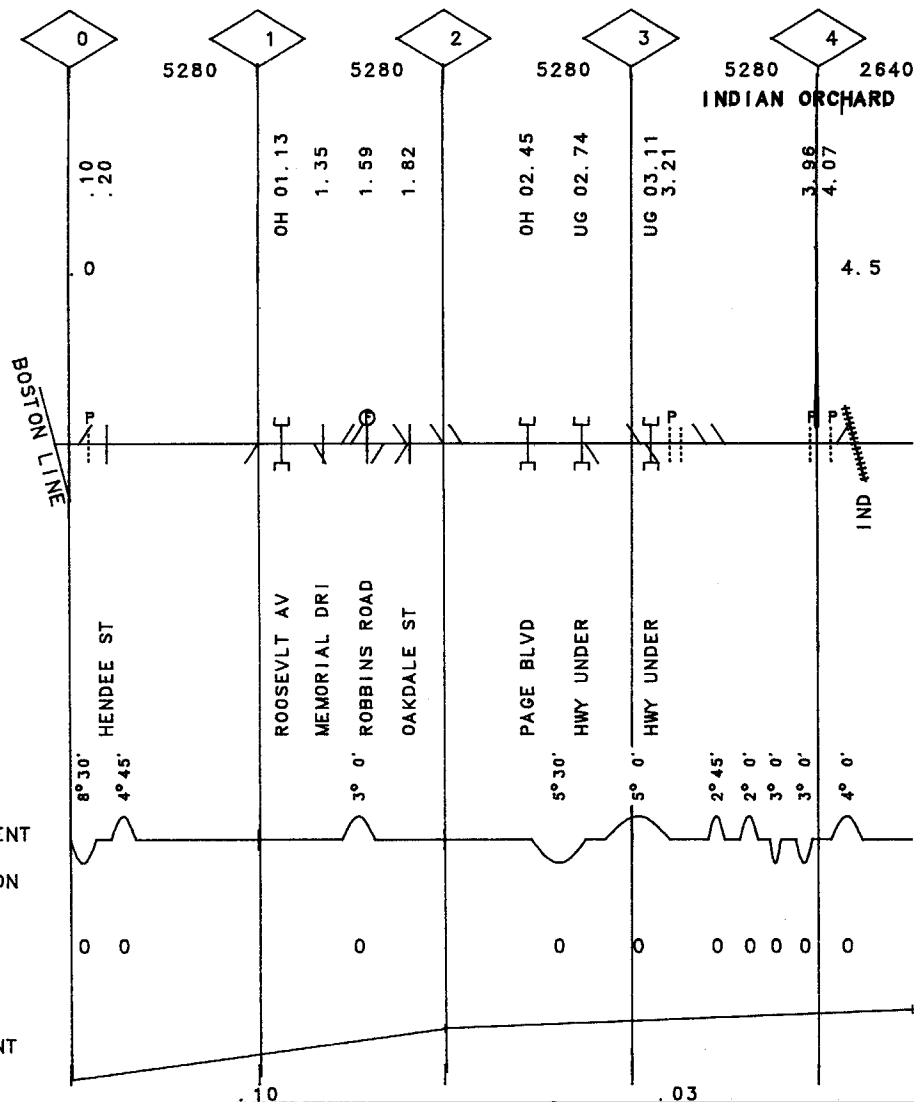 0 1 2 3 4
5280 5280 5280 5280 2640
INDIAN ORCHARD
.10
.20
OH 01.13
1.35
1.59
1.82
OH 02.45
UG 02.74
UG 03.11
3.21
3.96
4.07
.0
4.5
BOSTON LINE
P F P P P
IND
HENDEE ST
ROOSEVLT AV
MEMORIAL DRI
ROBBINS ROAD
OAKDALE ST
PAGE BLVD
HWY UNDER
HWY UNDER
8°30'
4°45'
3° 0'
5°30'
5° 0'
2°45'
2° 0'
3° 0'
3° 0'
4° 0'
ENT
ON
0 0 0 0 0 0 0 0 0 0
NT
.10 .03